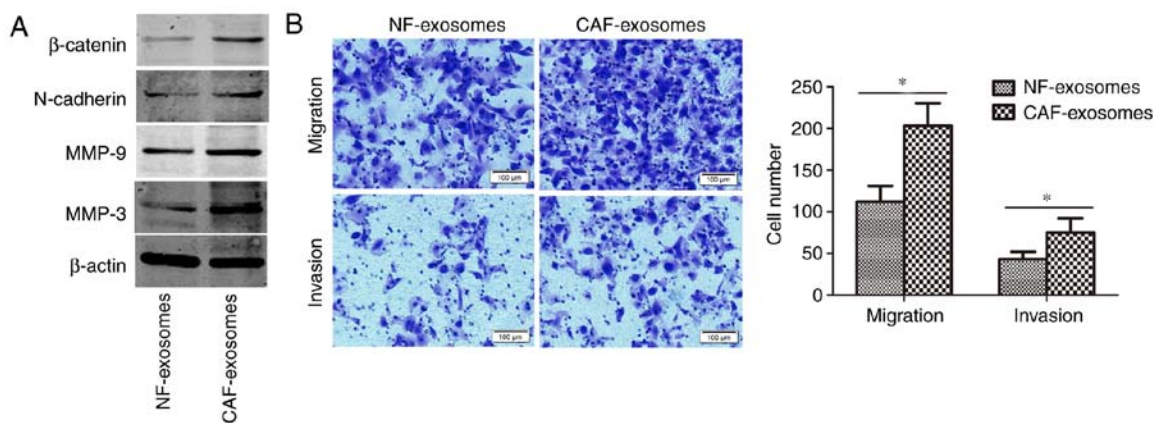 A
β-catenin
N-cadherin
MMP-9
MMP-3
β-actin
NF-exosomes
CAF-exosomes
B
NF-exosomes
CAF-exosomes
Migration
Invasion
100 µm
100 µm
100 µm
100 µm
Cell number
250
200
150
100
50
0
*
*
NF-exosomes
CAF-exosomes
Migration
Invasion